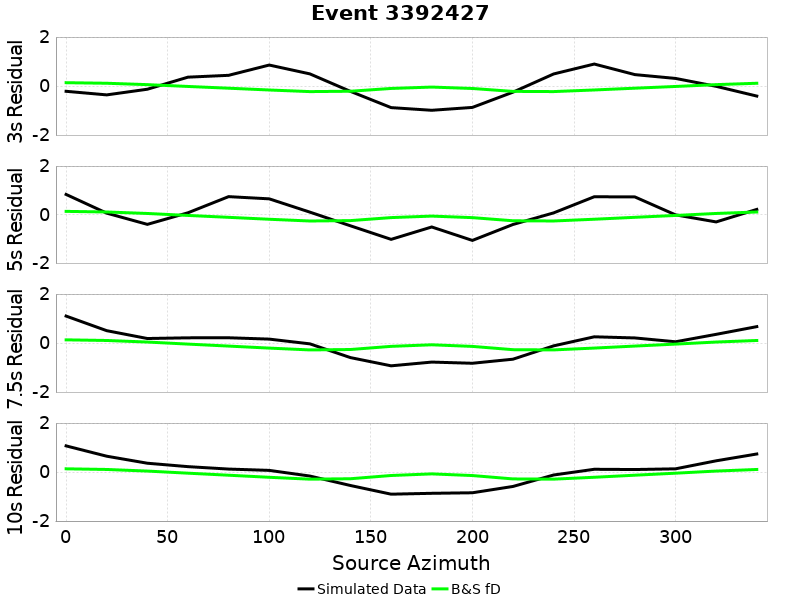 Event 3392427
3s Residual
2
0
-2
5s Residual
2
0
-2
7.5s Residual
2
0
-2
10s Residual
2
0
-2
0 50 100 150 200 250 300
Source Azimuth
Simulated Data B&S fD